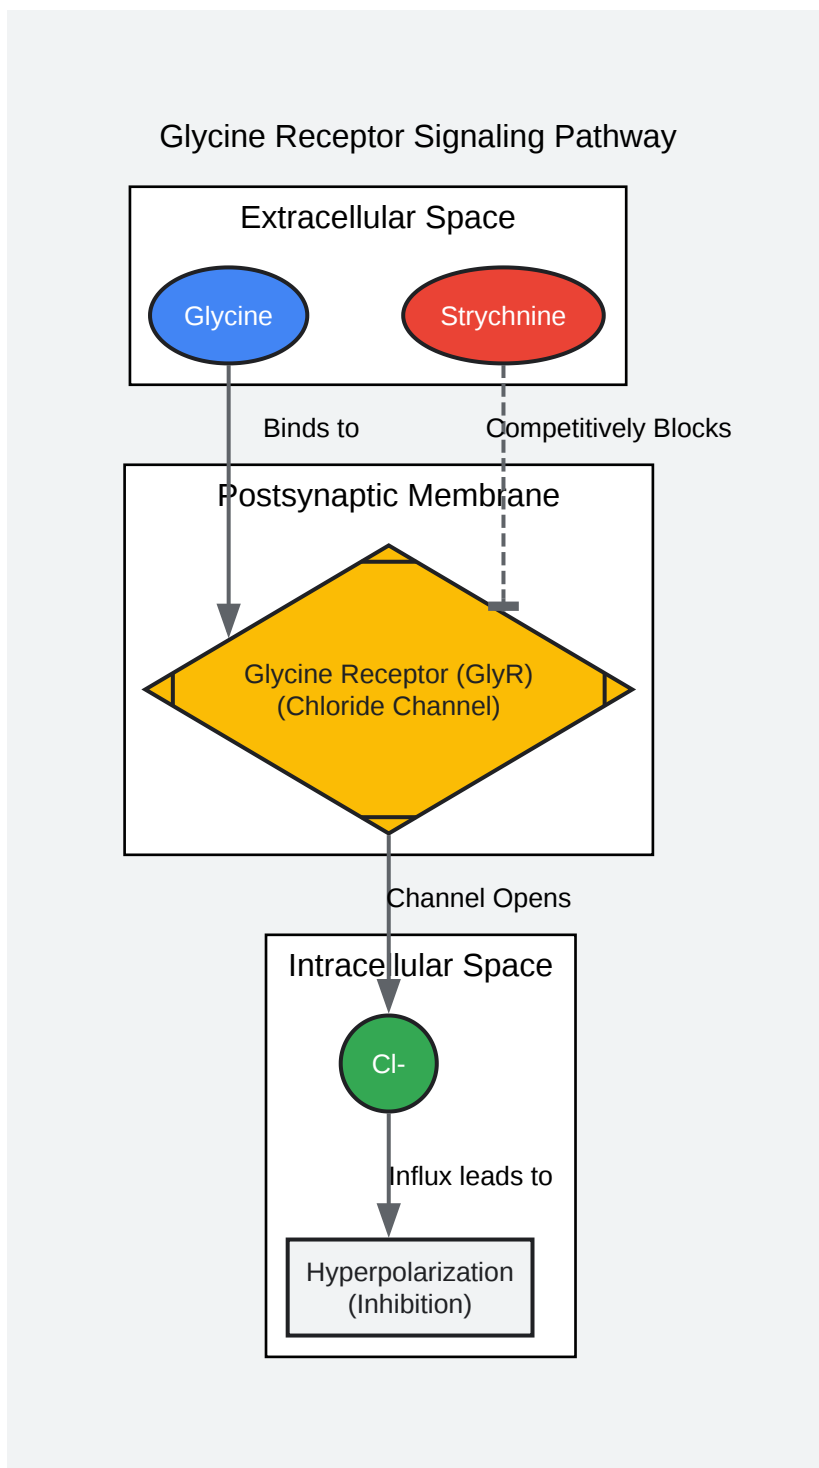 Glycine Receptor Signaling Pathway
Extracellular Space
Glycine
Strychnine
Binds to
Competitively Blocks
Postsynaptic Membrane
Glycine Receptor (GlyR)
(Chloride Channel)
Channel Opens
Intracellular Space
Cl-
Influx leads to
Hyperpolarization
(Inhibition)